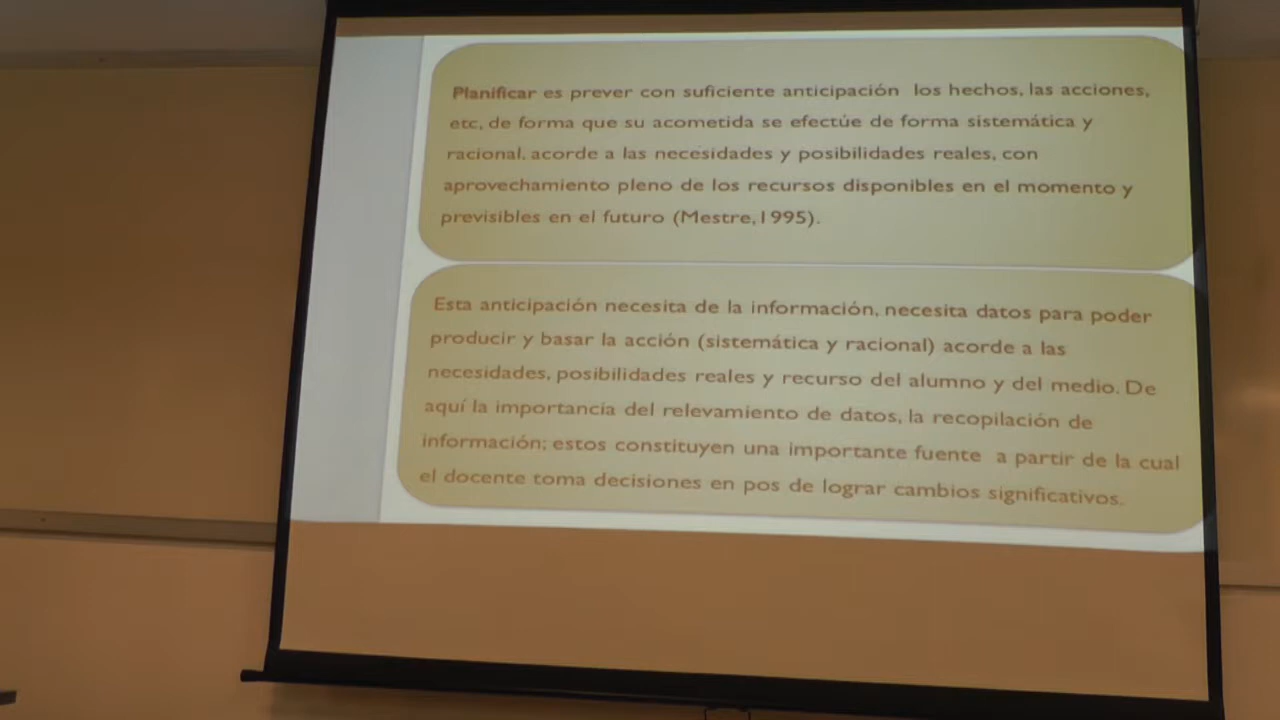 Planificar es prever con suficiente anticipación los hechos, las acciones,
etc, de forma que su acometida se efectúe de forma sistemática y
racional, acorde a las necesidades y posibilidades reales, con
aprovechamiento pleno de los recursos disponibles en el momento y
previsibles en el futuro (Mestre,1995).
Esta anticipación necesita de la información, necesita datos para poder
producir y basar la acción (sistemática y racional) acorde a las
necesidades, posibilidades reales y recurso del alumno y del medio. De
aquí la importancia del relevamiento de datos, la recopilación de
información; estos constituyen una importante fuente a partir de la cual
el docente toma decisiones en pos de lograr cambios significativos.